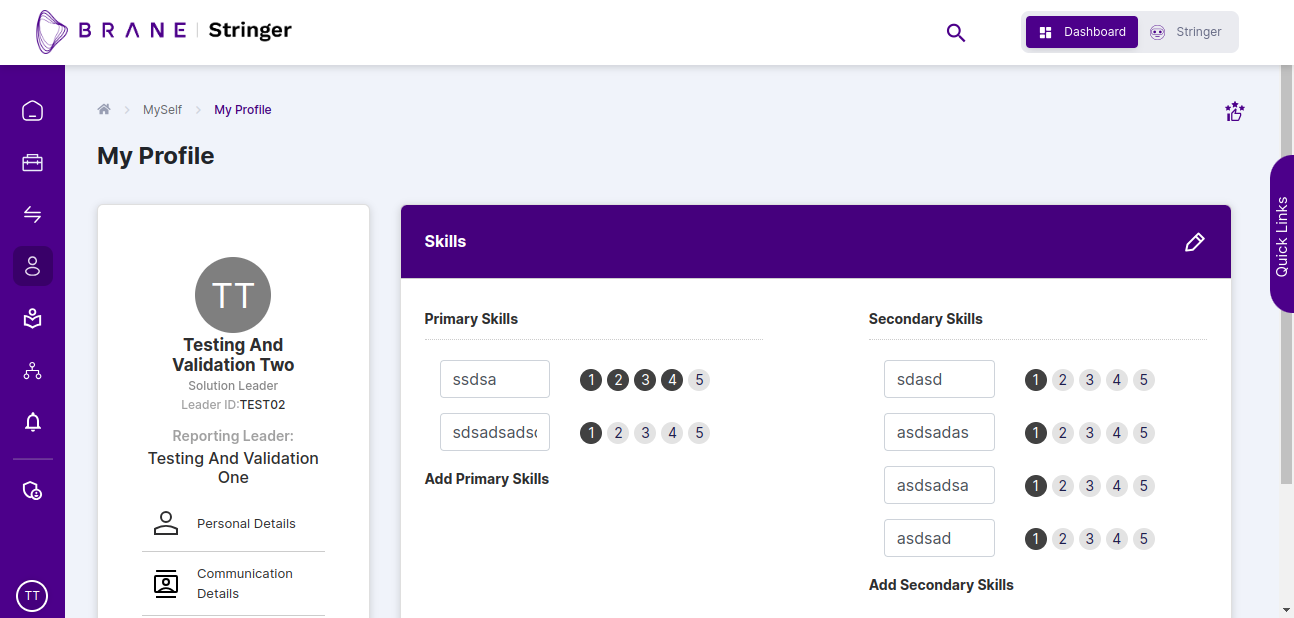 BRANE Stringer
Dashboard
Stringer
MySelf
My Profile
My Profile
Quick Links
TT
Testing And
Validation Two
Solution Leader
Leader ID:TEST02
Reporting Leader:
Testing And Validation
One
Personal Details
Communication
Details
TT
Skills
Primary Skills
ssdsa 1 2 3 4 5
sdsadsads 1 2 3 4 5
Add Primary Skills
Secondary Skills
sdasd 1 2 3 4 5
asdsadas 1 2 3 4 5
asdsadsa 1 2 3 4 5
asdsad 1 2 3 4 5
Add Secondary Skills